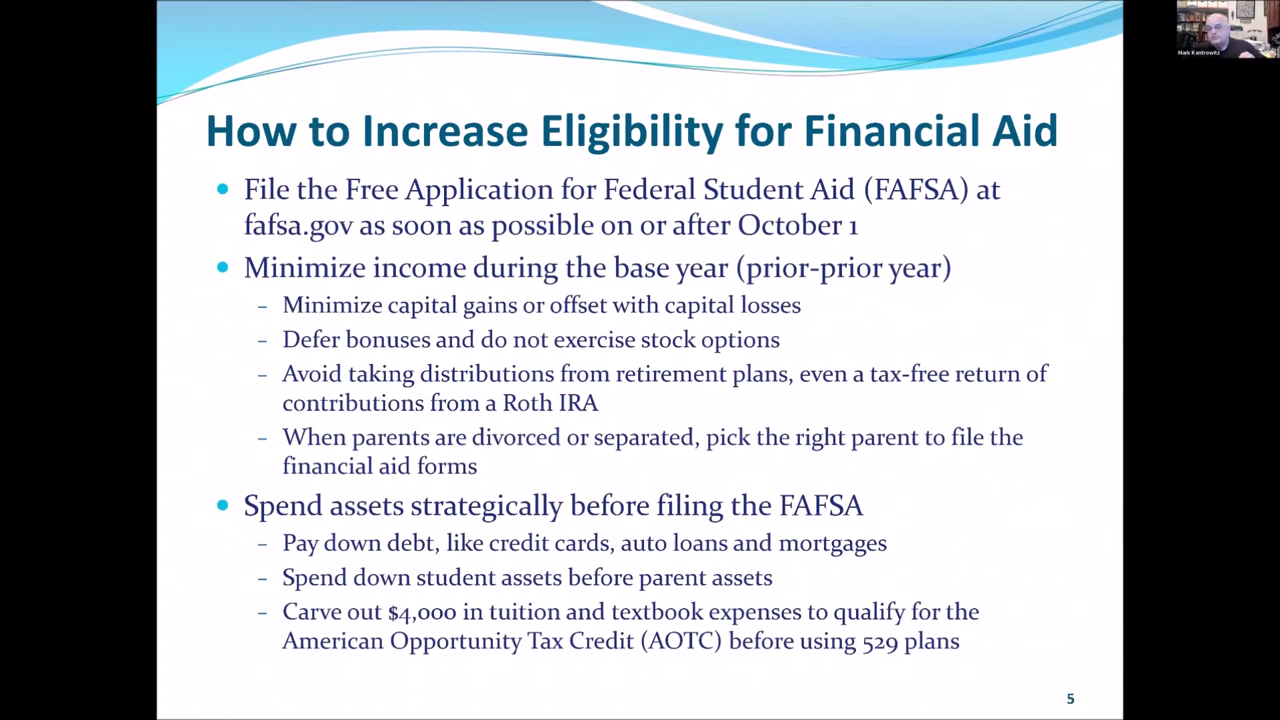 Mark Kantrowitz
How to Increase Eligibility for Financial Aid
• File the Free Application for Federal Student Aid (FAFSA) at
fafsa.gov as soon as possible on or after October 1
• Minimize income during the base year (prior-prior year)
– Minimize capital gains or offset with capital losses
– Defer bonuses and do not exercise stock options
– Avoid taking distributions from retirement plans, even a tax-free return of
contributions from a Roth IRA
– When parents are divorced or separated, pick the right parent to file the
financial aid forms
• Spend assets strategically before filing the FAFSA
– Pay down debt, like credit cards, auto loans and mortgages
– Spend down student assets before parent assets
– Carve out $4,000 in tuition and textbook expenses to qualify for the
American Opportunity Tax Credit (AOTC) before using 529 plans
5